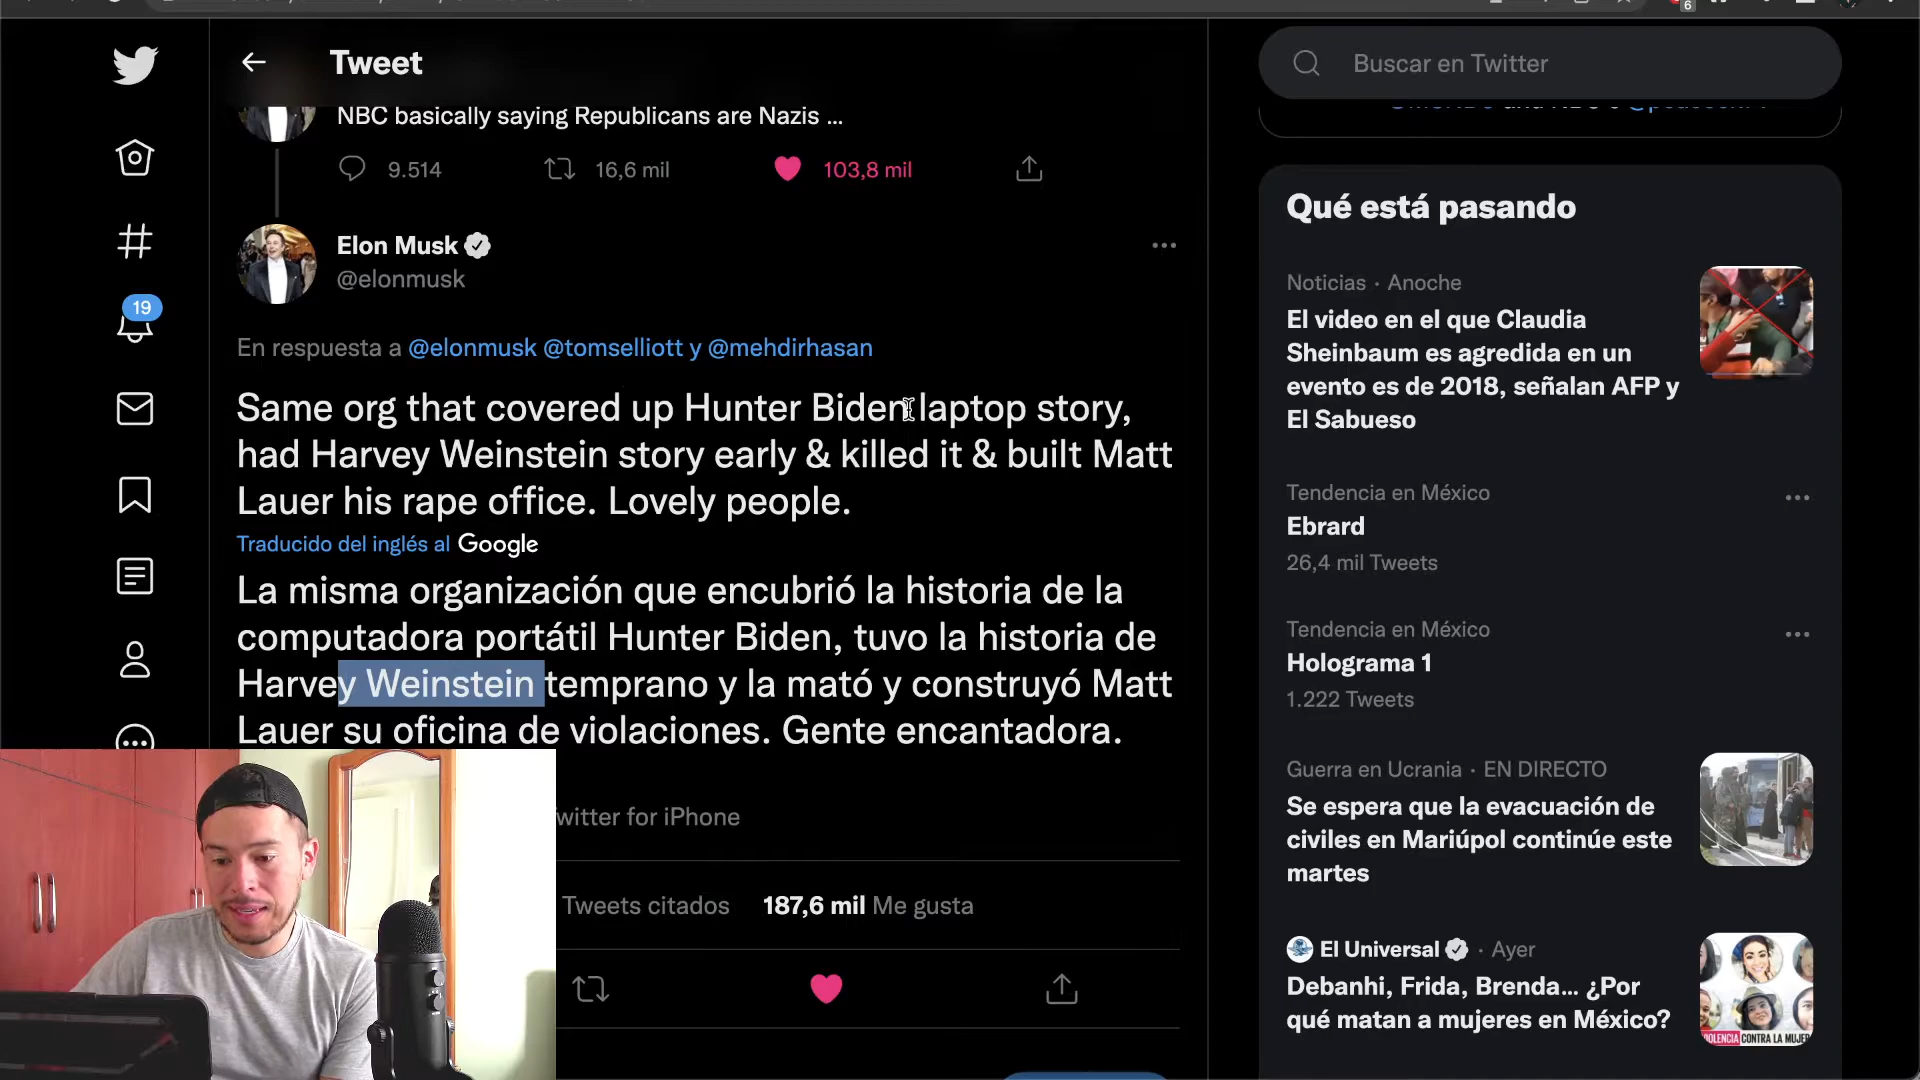 6
Tweet
NBC basically saying Republicans are Nazis ...
9.514
16,6 mil
103,8 mil
Elon Musk
@elonmusk
19
En respuesta a @elonmusk @tomselliott y @mehdirhasan
Same org that covered up Hunter Biden laptop story,
had Harvey Weinstein story early & killed it & built Matt
Lauer his rape office. Lovely people.
Traducido del inglés al Google
La misma organización que encubrió la historia de la
computadora portátil Hunter Biden, tuvo la historia de
Harvey Weinstein temprano y la mató y construyó Matt
Lauer su oficina de violaciones. Gente encantadora.
witter for iPhone
Tweets citados
187,6 mil Me gusta
Buscar en Twitter
Qué está pasando
Noticias · Anoche
El video en el que Claudia
Sheinbaum es agredida en un
evento es de 2018, señalan AFP y
El Sabueso
Tendencia en México
Ebrard
26,4 mil Tweets
Tendencia en México
Holograma 1
1.222 Tweets
Guerra en Ucrania · EN DIRECTO
Se espera que la evacuación de
civiles en Mariúpol continúe este
martes
El Universal · Ayer
Debanhi, Frida, Brenda... ¿Por
qué matan a mujeres en México?
OLENCIA CONTRA LA MUJER